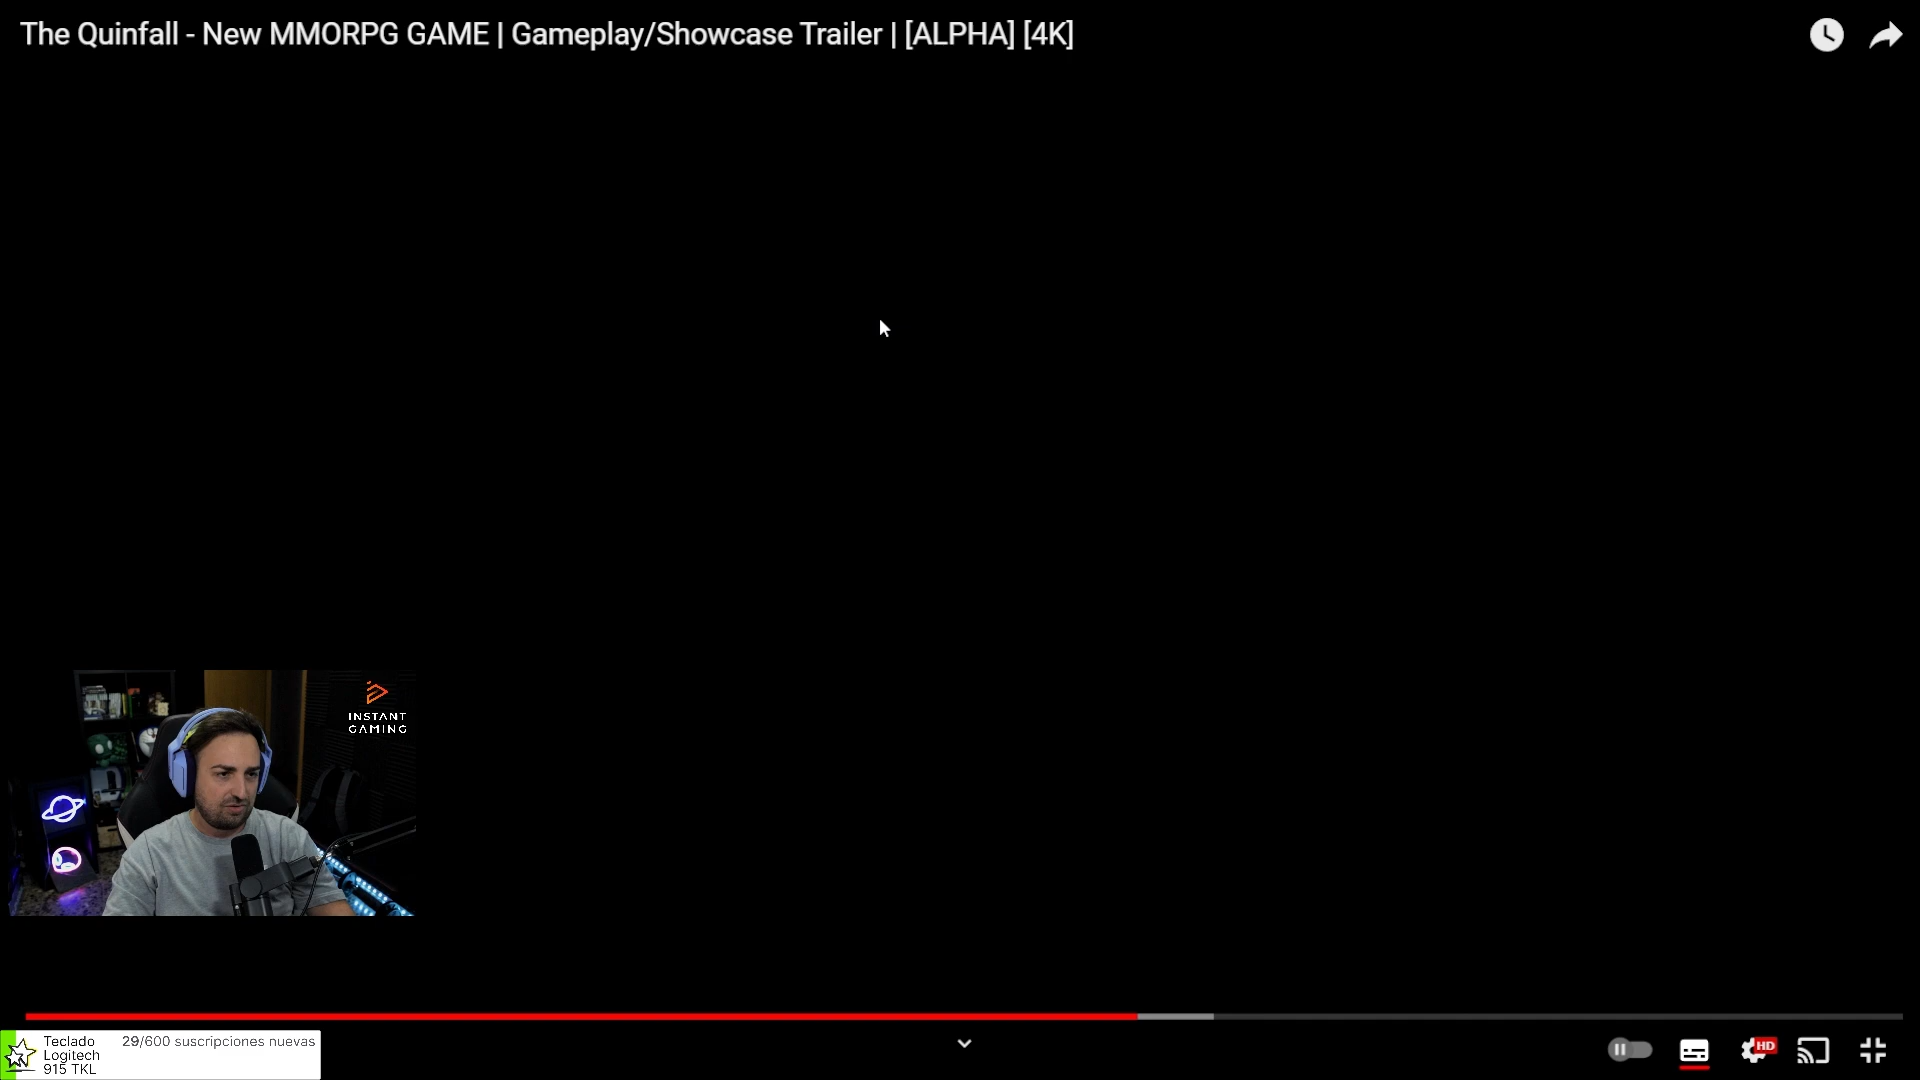 The Quinfall - New MMORPG GAME | Gameplay/Showcase Trailer | [ALPHA] [4K]
INSTANT
GAMING
Teclado
Logitech
915 TKL
29/600 suscripciones nuevas
HD